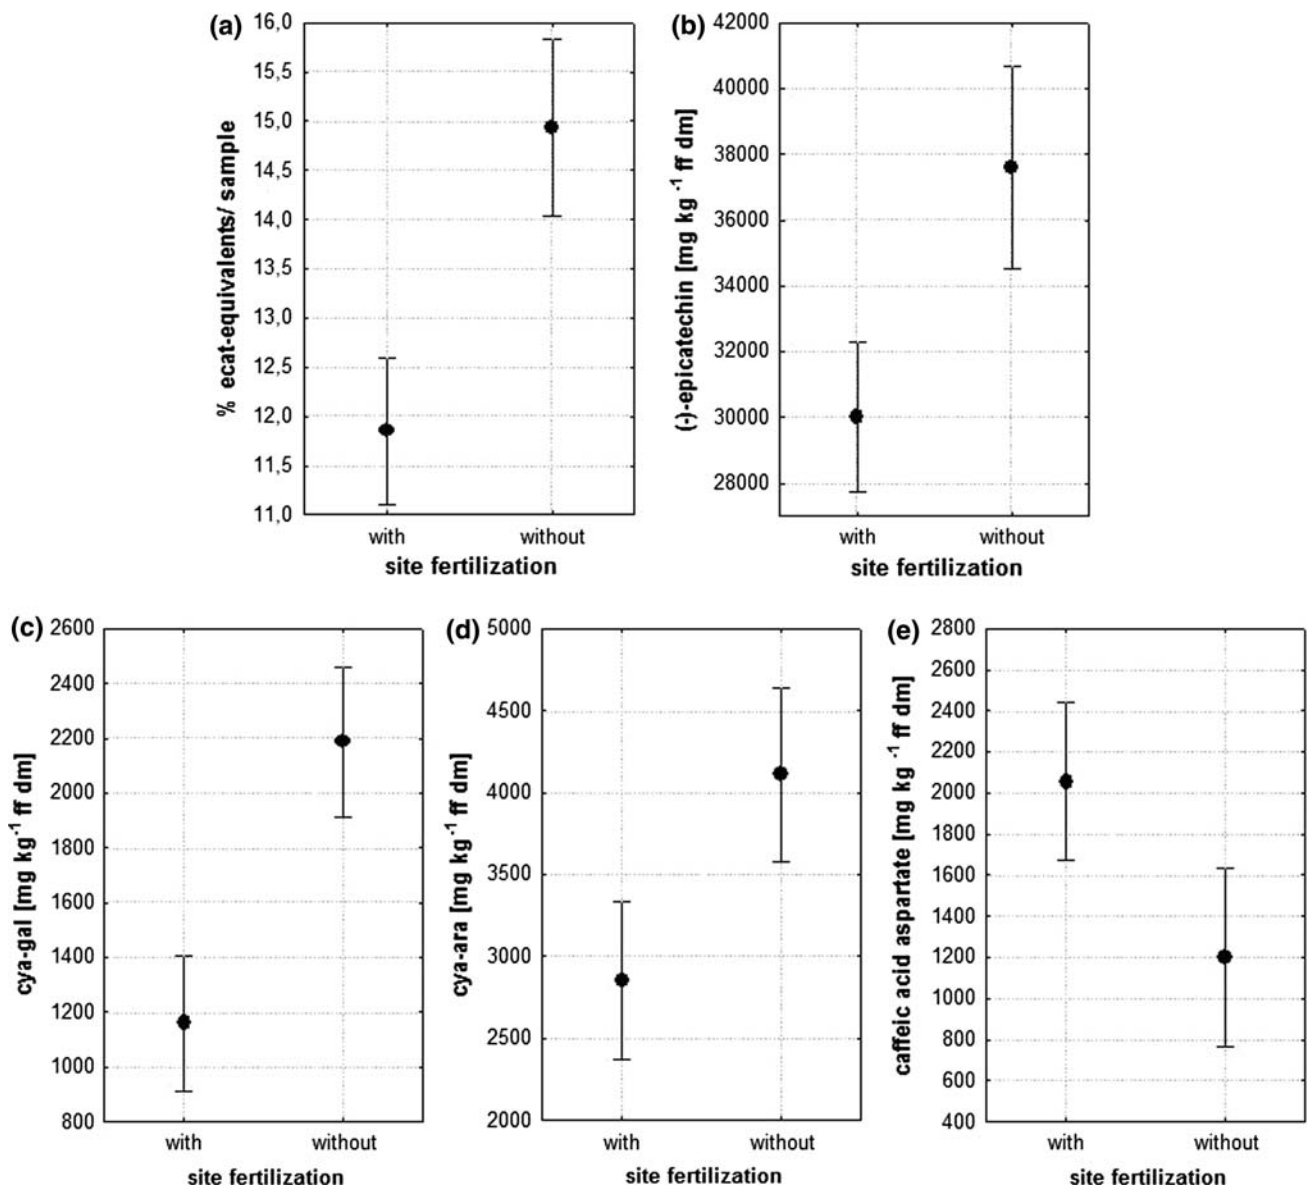 (a)
% ecat-equivalents/ sample
16,0
15,5
15,0
14,5
14,0
13,5
13,0
12,5
12,0
11,5
11,0
with without
site fertilization
(b)
(-)-epicatechin [mg kg -1 ff dm]
42000
40000
38000
36000
34000
32000
30000
28000
with without
site fertilization
(c)
cya-gal [mg kg-1 ff dm]
2600
2400
2200
2000
1800
1600
1400
1200
1000
800
with without
site fertilization
(d)
cya-ara [mg kg-1 ff dm]
5000
4500
4000
3500
3000
2500
2000
with without
site fertilization
(e)
caffeic acid aspartate [mg kg -1 ff dm]
2800
2600
2400
2200
2000
1800
1600
1400
1200
1000
800
600
400
with without
site fertilization